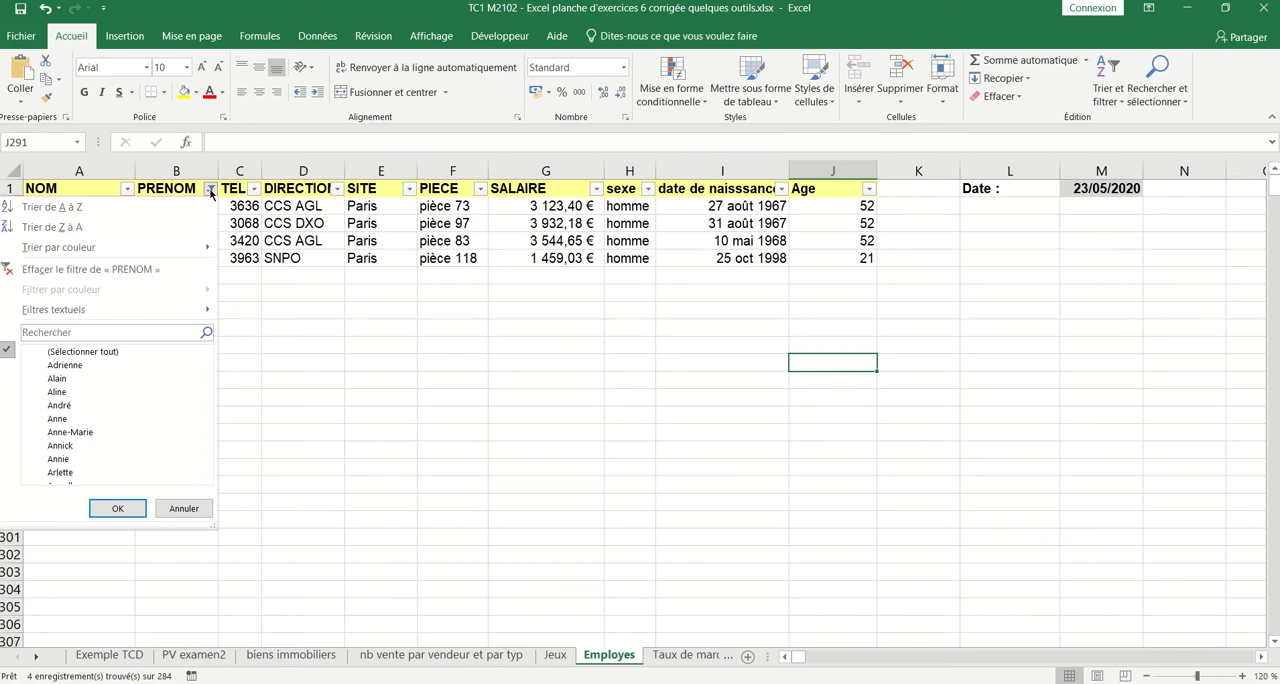 TC1 M2102 - Excel planche d'exercices 6 corrigée quelques outils.xlsx - Excel
Connexion
Fichier Accueil Insertion Mise en page Formules Données Révision Affichage Développeur Aide Dites-nous ce que vous voulez faire Partager
Coller
Presse-papiers
Arial 10
G I S
Police
Renvoyer à la ligne automatiquement
Fusionner et centrer
Alignement
Standard
% 000
Nombre
Mise en forme conditionnelle
Mettre sous forme de tableau
Styles de cellules
Styles
Insérer Supprimer Format
Cellules
Somme automatique
Recopier
Effacer
Trier et filtrer
Rechercher et sélectionner
Édition
J291 fx
A B C D E F G H I J K L M N
1 NOM PRENOM TEL DIRECTION SITE PIECE SALAIRE sexe date de naisssance Age Date : 23/05/2020
3636 CCS AGL Paris pièce 73 3 123,40 € homme 27 août 1967 52
3068 CCS DXO Paris pièce 97 3 932,18 € homme 31 août 1967 52
3420 CCS AGL Paris pièce 83 3 544,65 € homme 10 mai 1968 52
3963 SNPO Paris pièce 118 1 459,03 € homme 25 oct 1998 21
Trier de A à Z
Trier de Z à A
Trier par couleur
Effacer le filtre de « PRENOM »
Filtrer par couleur
Filtres textuels
Rechercher
(Sélectionner tout)
Adrienne
Alain
Aline
André
Anne
Anne-Marie
Annick
Annie
Arlette
OK Annuler
301
302
303
304
305
306
307
Exemple TCD PV examen2 biens immobiliers nb vente par vendeur et par typ Jeux Employes Taux de marc ...
Prêt 4 enregistrement(s) trouvé(s) sur 284 120 %